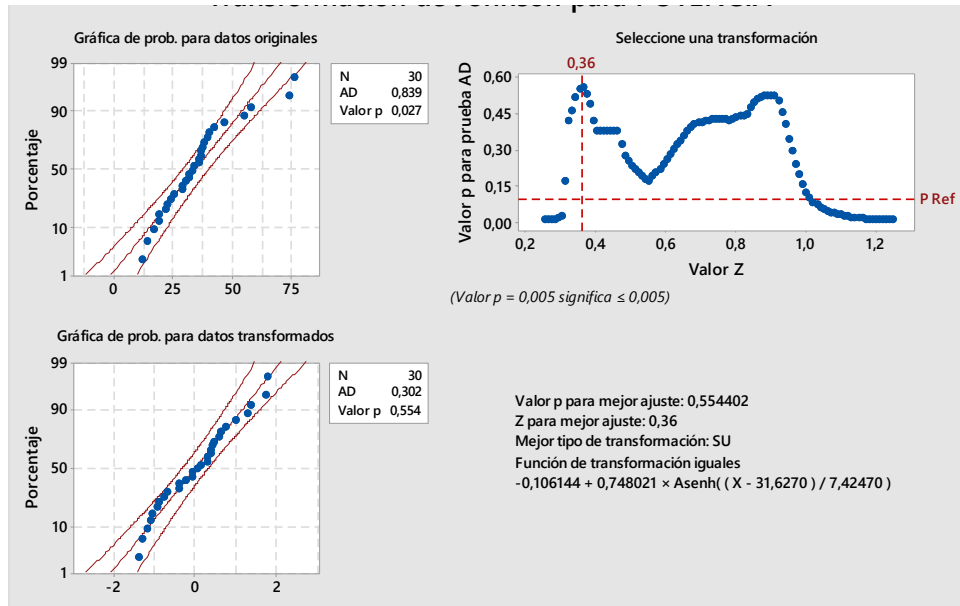 Transformación de Johnson para POTENCIA
Gráfica de prob. para datos originales
Seleccione una transformación
99
90
50
10
1
Porcentaje
0
25
50
75
N 30
AD 0,839
Valor p 0,027
0,36
0,60
0,45
0,30
0,15
0,00
Valor p para prueba AD
P Ref
0,2
0,4
0,6
0,8
1,0
1,2
Valor Z
(Valor p = 0,005 significa ≤ 0,005)
Gráfica de prob. para datos transformados
99
90
50
10
1
Porcentaje
-2
0
2
N 30
AD 0,302
Valor p 0,554
Valor p para mejor ajuste: 0,554402
Z para mejor ajuste: 0,36
Mejor tipo de transformación: SU
Función de transformación iguales
-0,106144 + 0,748021 × Asenh( ( X - 31,6270 ) / 7,42470 )